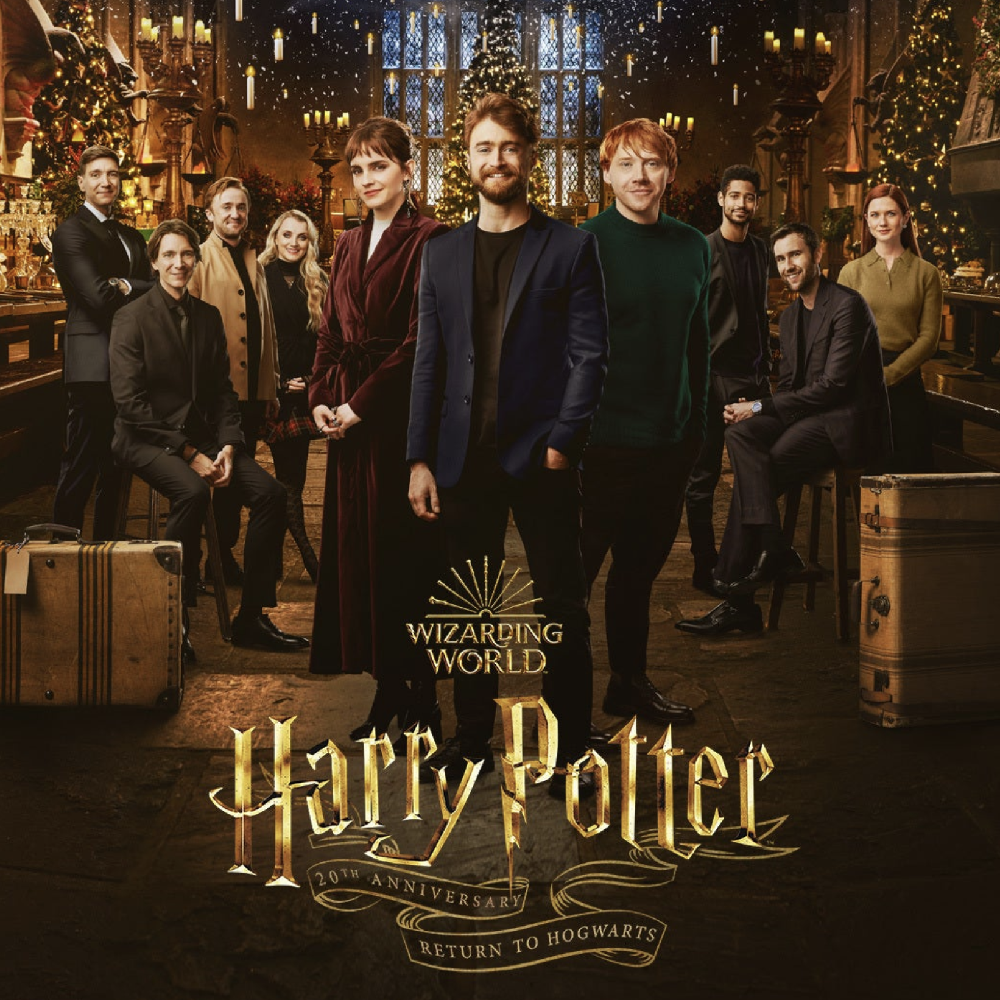 WIZARDING
WORLD
Harry Potter
20TH ANNIVERSARY
RETURN TO HOGWARTS